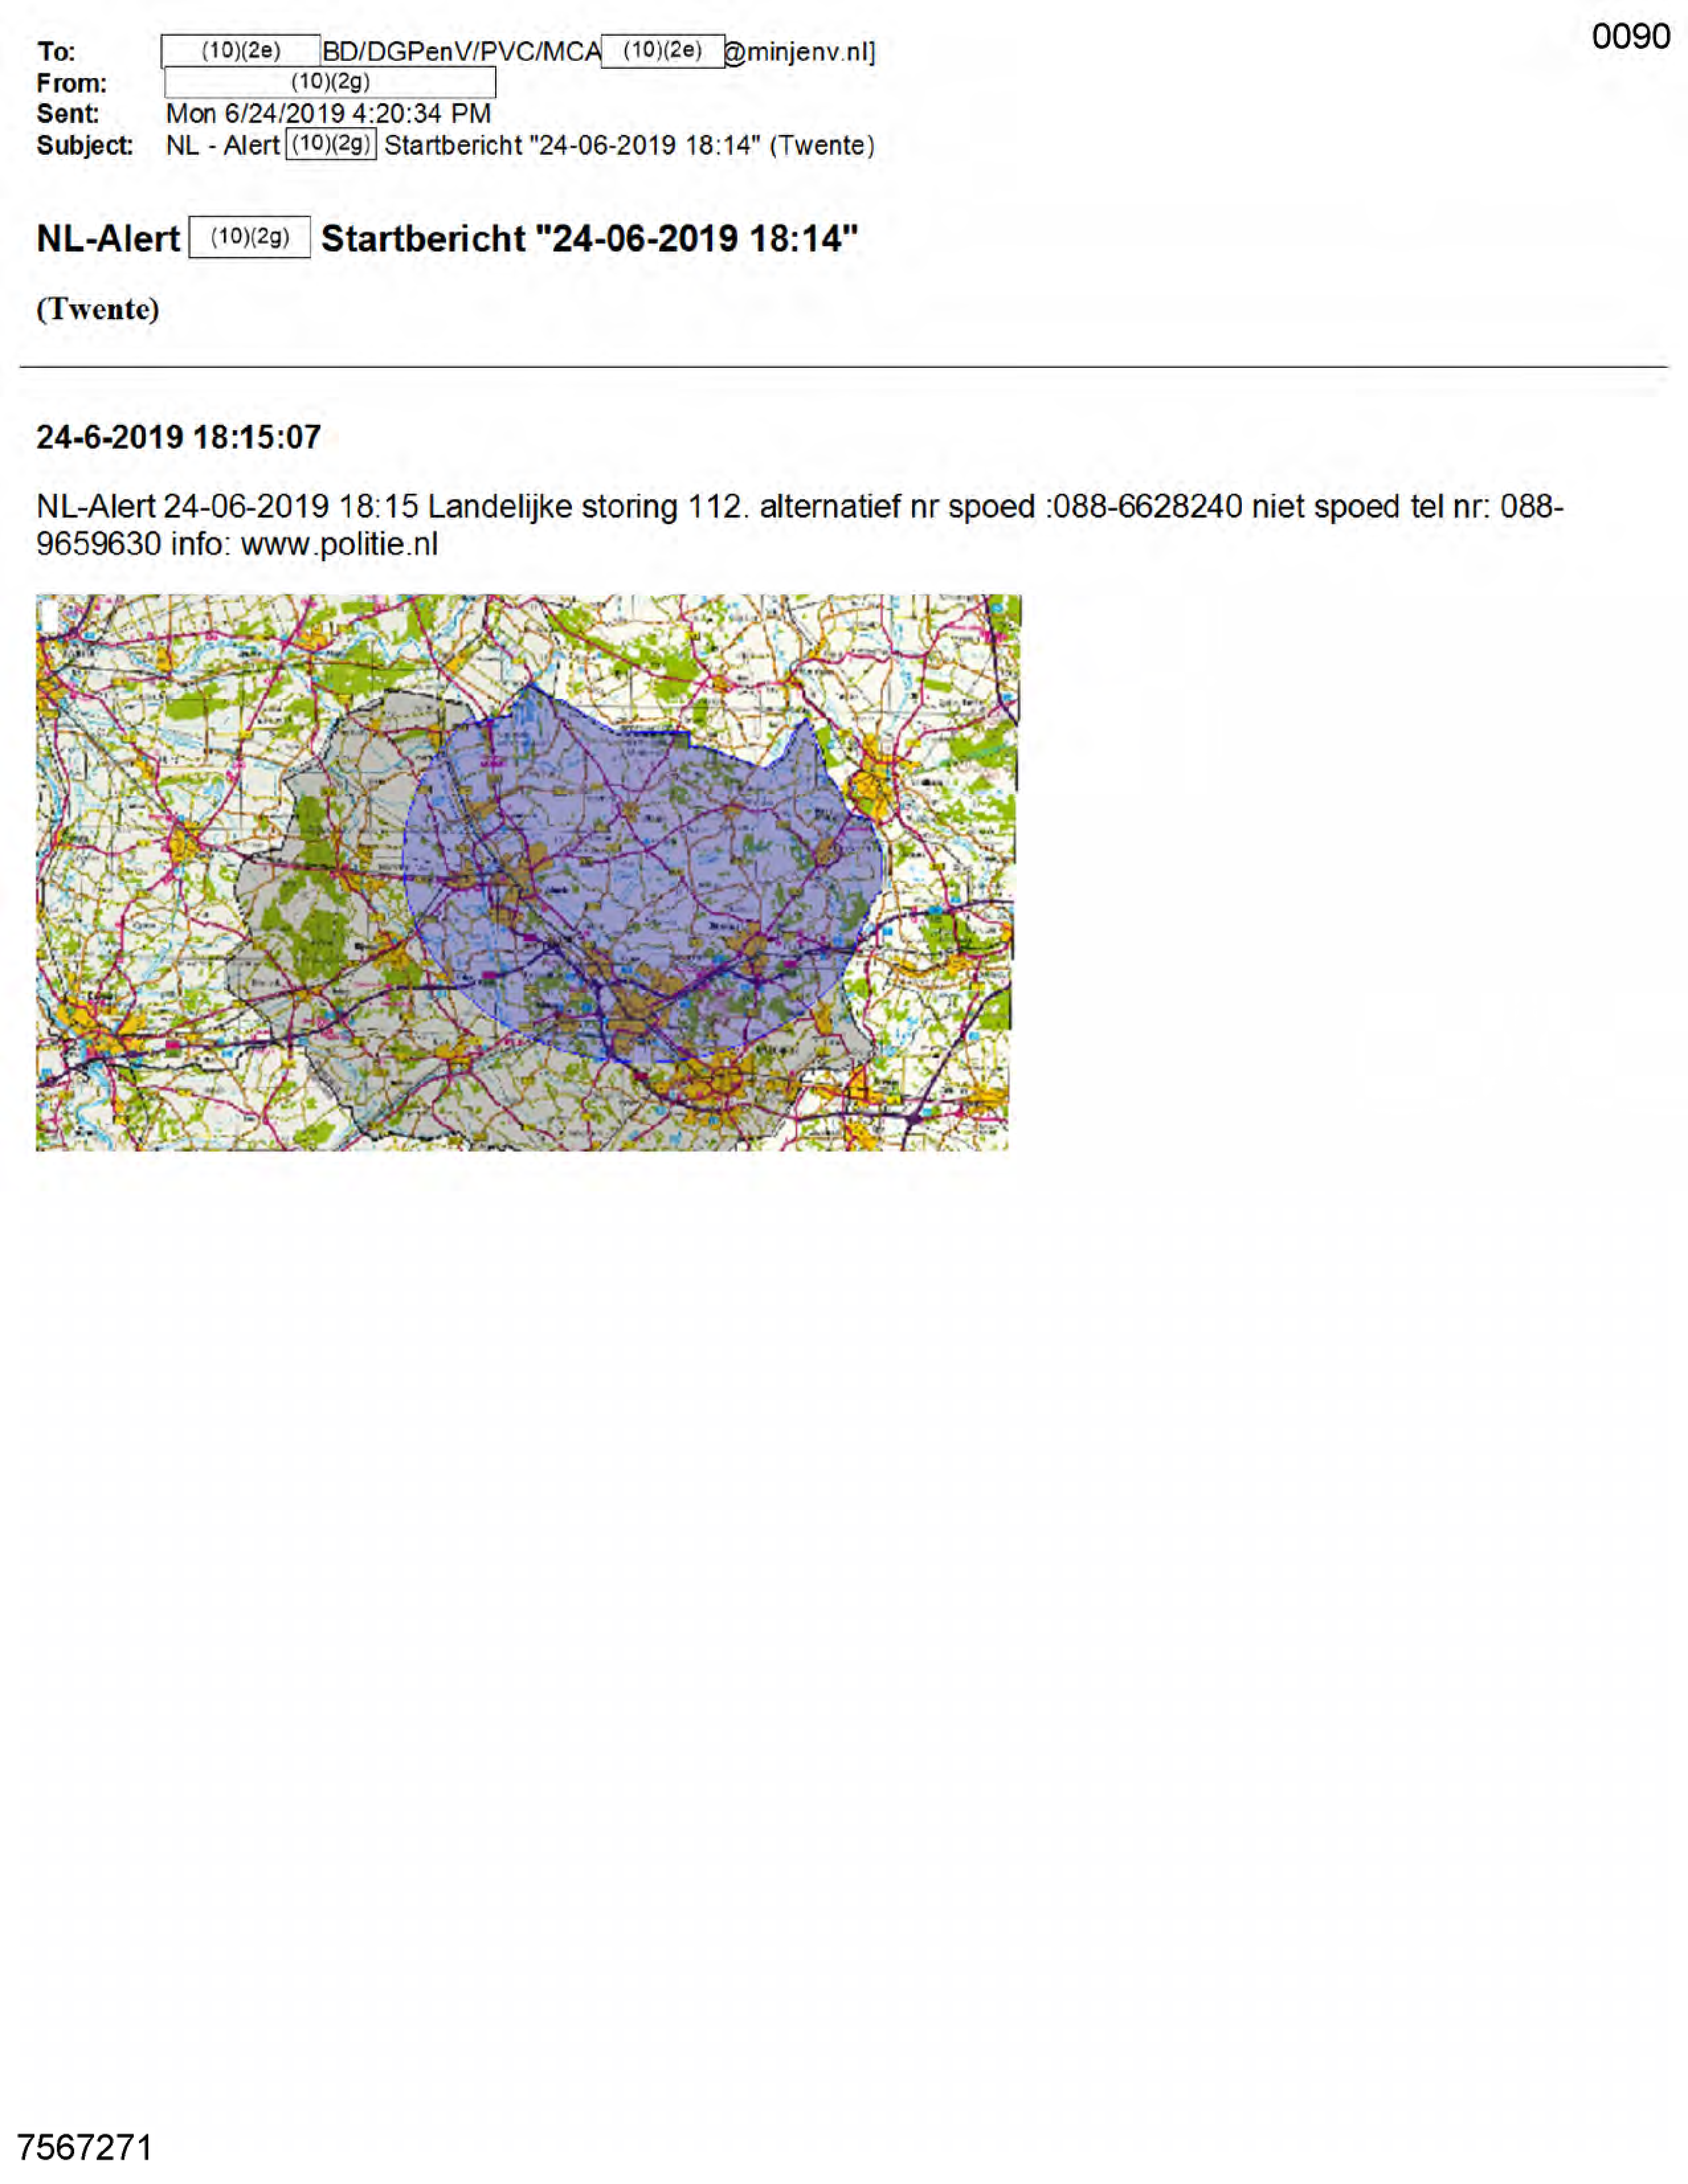 0090
To: (10)(2e) BD/DGPenV/PVC/MCA (10)(2e) @minjenv.nl]
From: (10)(2g)
Sent: Mon 6/24/2019 4:20:34 PM
Subject: NL - Alert (10)(2g) Startbericht "24-06-2019 18:14" (Twente)
NL-Alert (10)(2g) Startbericht "24-06-2019 18:14"
(Twente)
24-6-2019 18:15:07
NL-Alert 24-06-2019 18:15 Landelijke storing 112. alternatief nr spoed :088-6628240 niet spoed tel nr: 088-
9659630 info: www.politie.nl
7567271